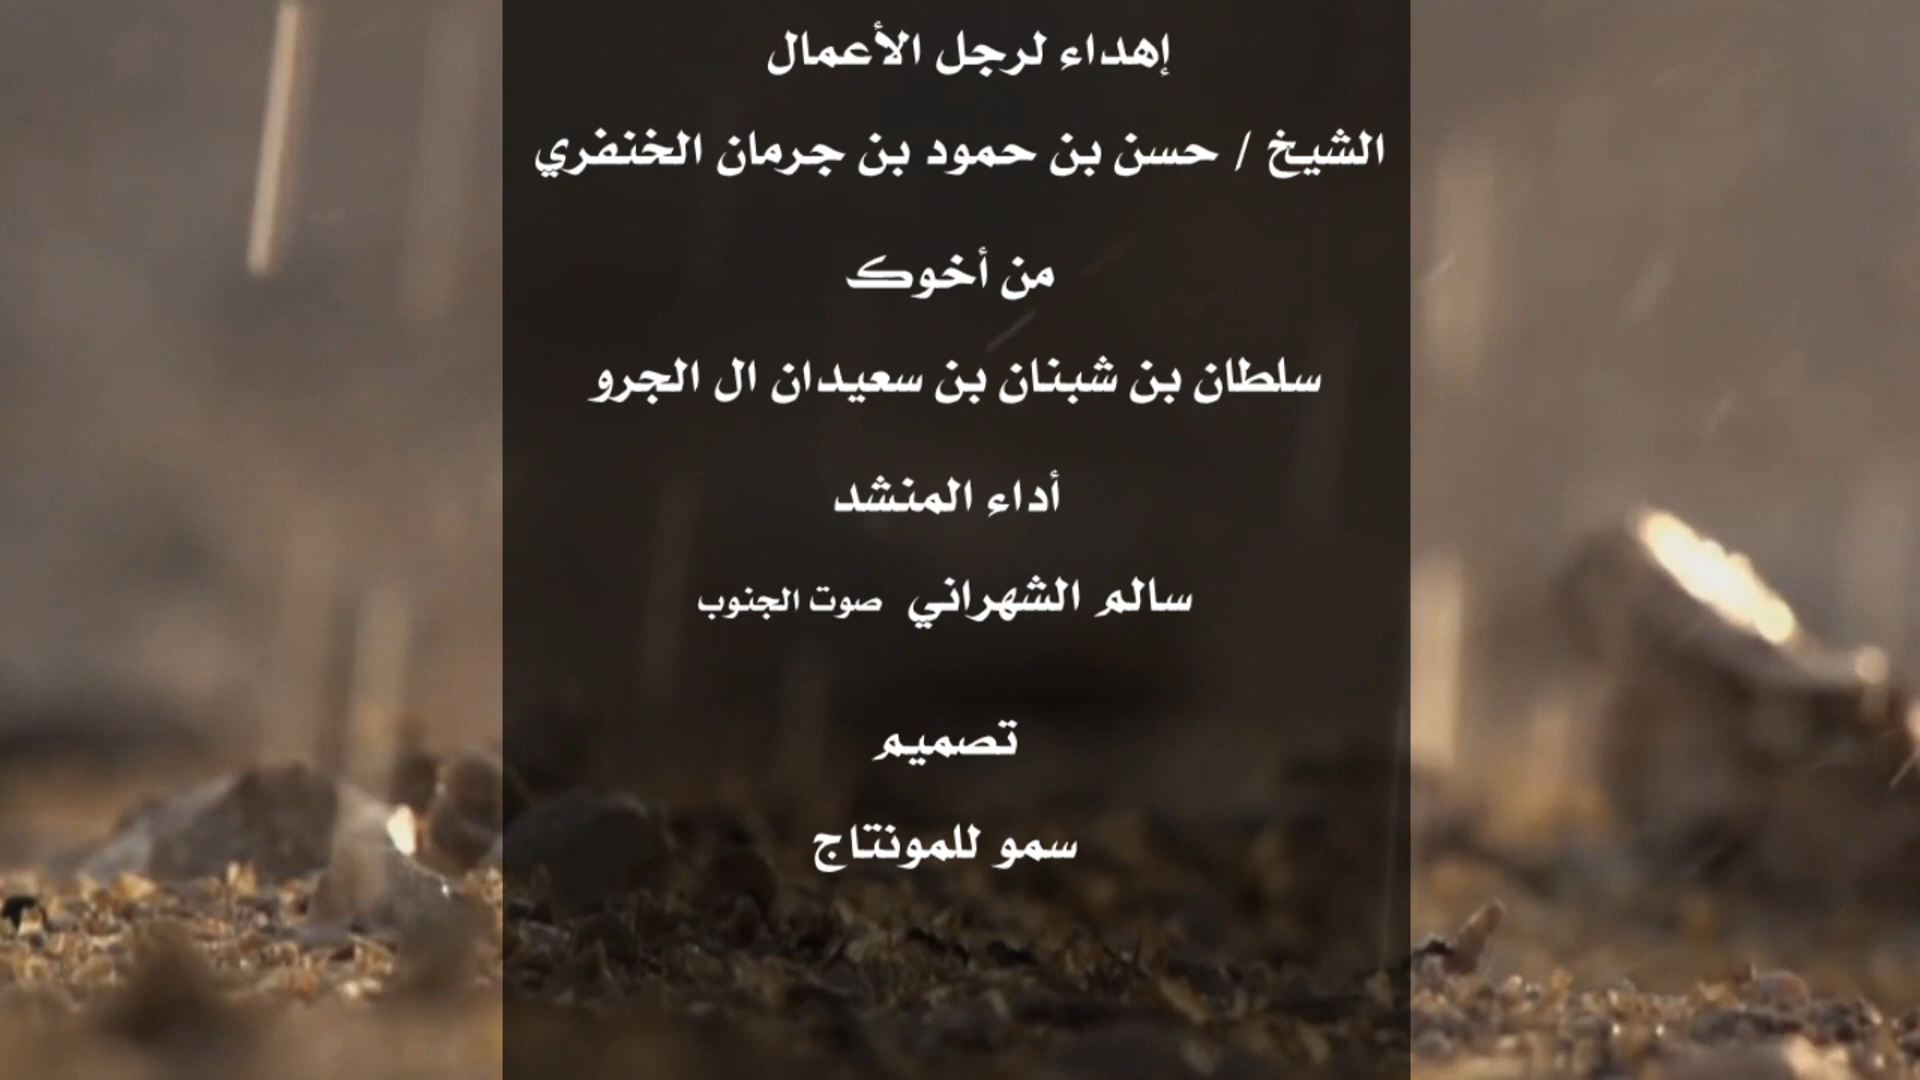 إهداء لرجل الأعمال
الشيخ / حسن بن حمود بن جرمان الخنفري
من أخوك
سلطان بن شبنان بن سعيدان ال الجرو
أداء المنشد
سالم الشهراني صوت الجنوب
تصميم
سمو للمونتاج